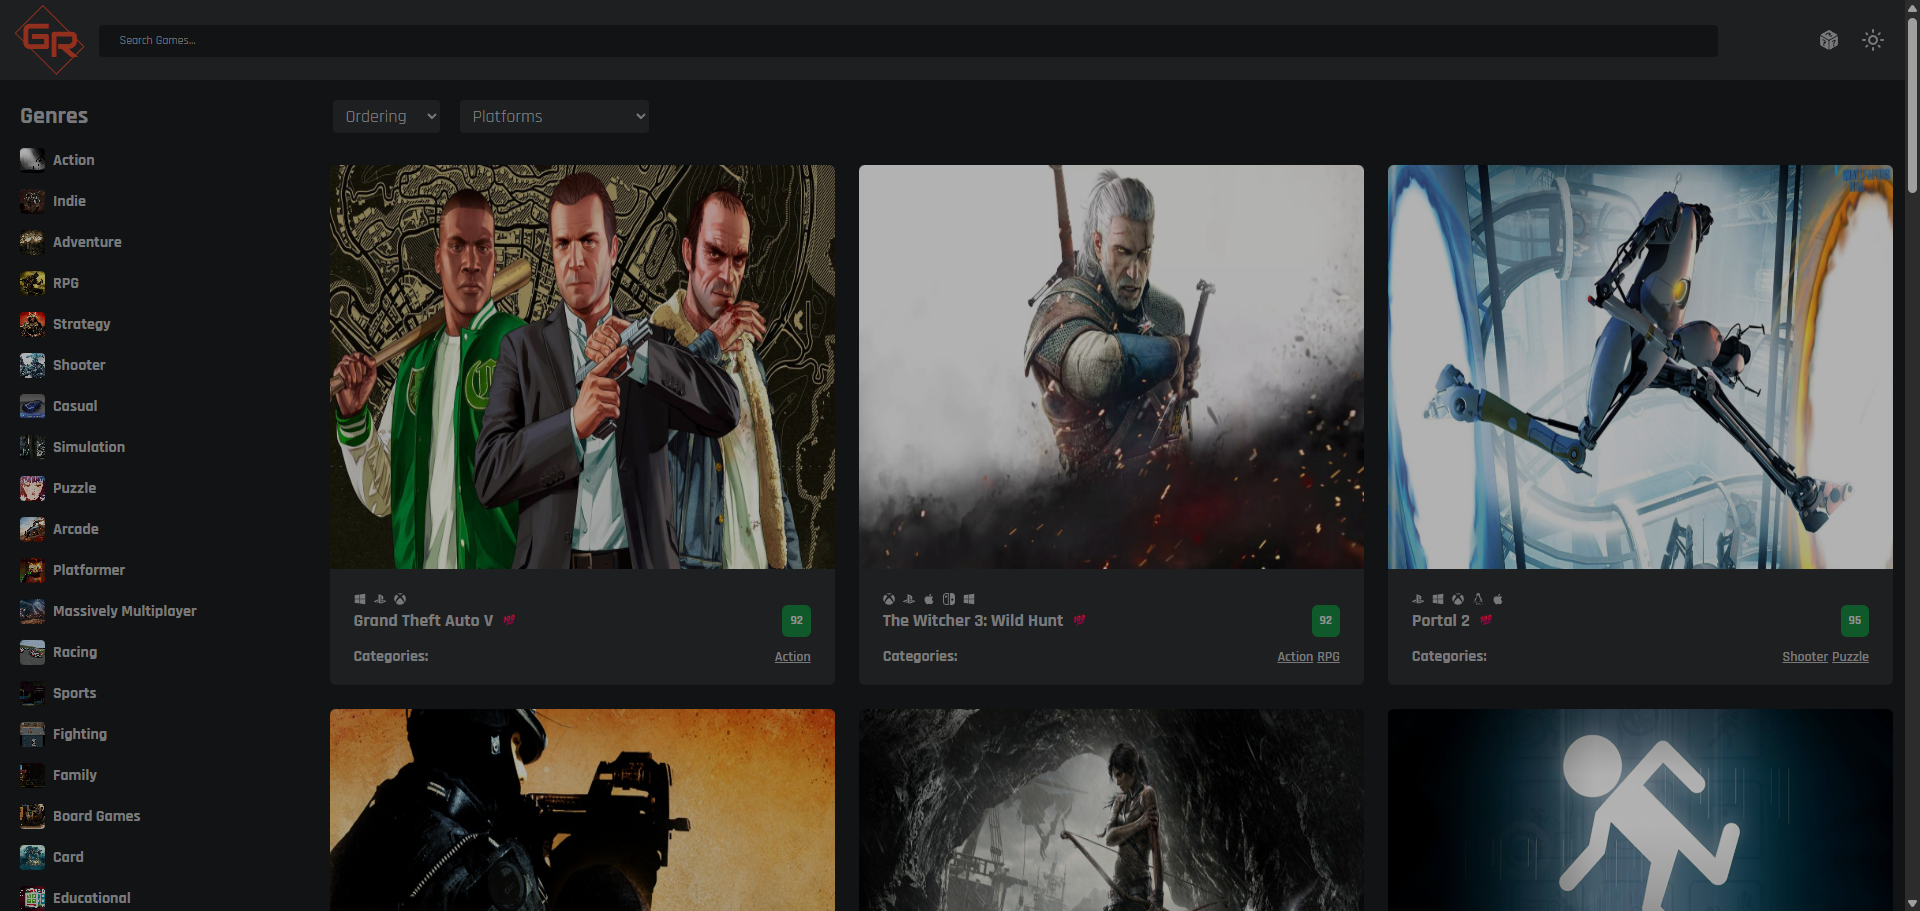 GR
Search Games...
Genres
Action
Indie
Adventure
RPG
Strategy
Shooter
Casual
Simulation
Puzzle
Arcade
Platformer
Massively Multiplayer
Racing
Sports
Fighting
Family
Board Games
Card
Educational
Ordering
Platforms
Grand Theft Auto V
92
Categories:
Action
The Witcher 3: Wild Hunt
92
Categories:
Action RPG
Portal 2
95
Categories:
Shooter Puzzle